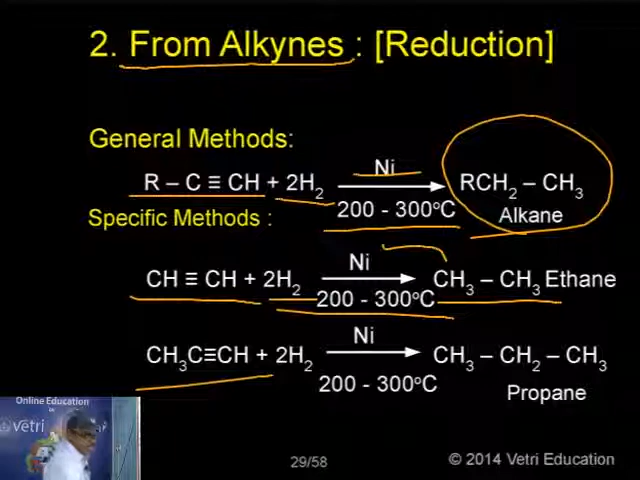 2. From Alkynes : [Reduction]
General Methods:
R – C ≡ CH + 2H₂ Ni 200 - 300°C RCH₂ – CH₃
Alkane
Specific Methods :
CH ≡ CH + 2H₂ Ni 200 - 300°C CH₃ – CH₃ Ethane
CH₃C≡CH + 2H₂ Ni 200 - 300°C CH₃ – CH₂ – CH₃
Propane
Online Education
Vetri
29/58
© 2014 Vetri Education